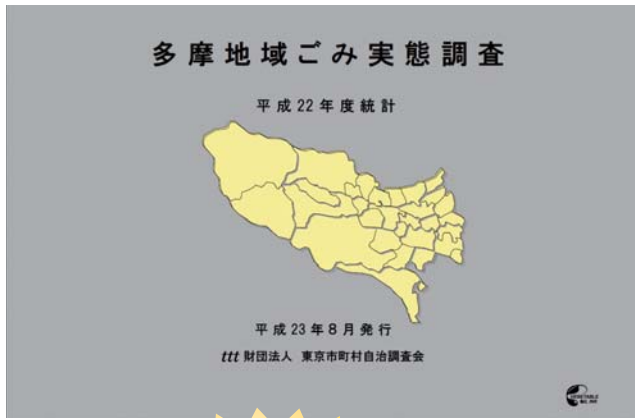 多摩地域ごみ実態調査
平成22年度統計
平成23年8月発行
ttt 財団法人 東京市町村自治調査会
VEGETABLE